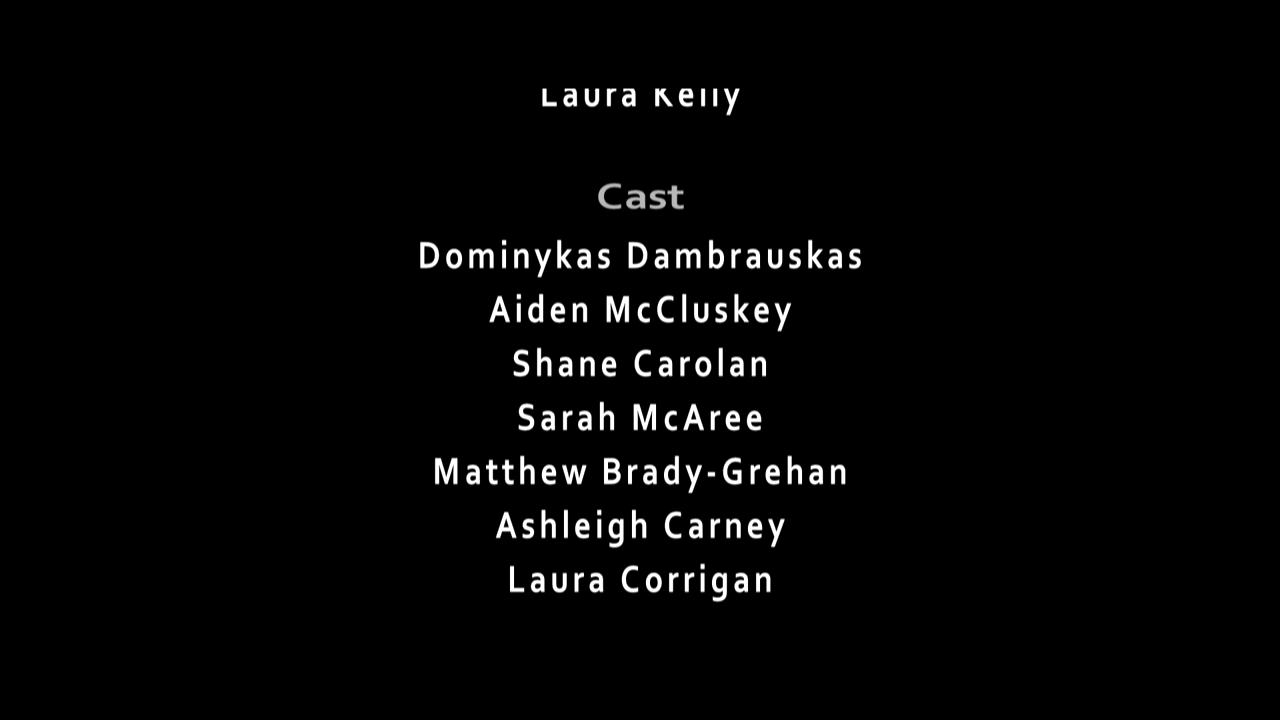 Laura Kelly
Cast
Dominykas Dambrauskas
Aiden McCluskey
Shane Carolan
Sarah McAree
Matthew Brady-Grehan
Ashleigh Carney
Laura Corrigan